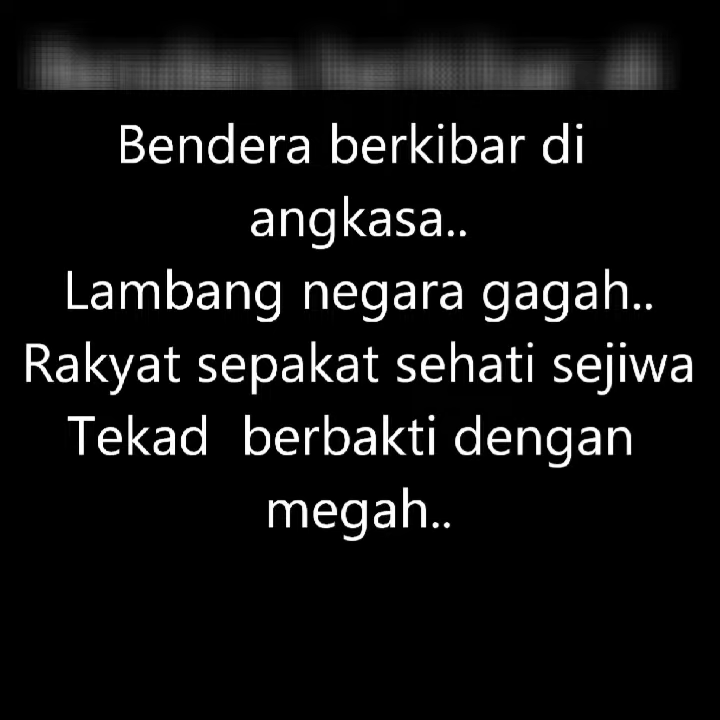 Bendera berkibar di
angkasa..
Lambang negara gagah..
Rakyat sepakat sehati sejiwa
Tekad  berbakti dengan
megah..